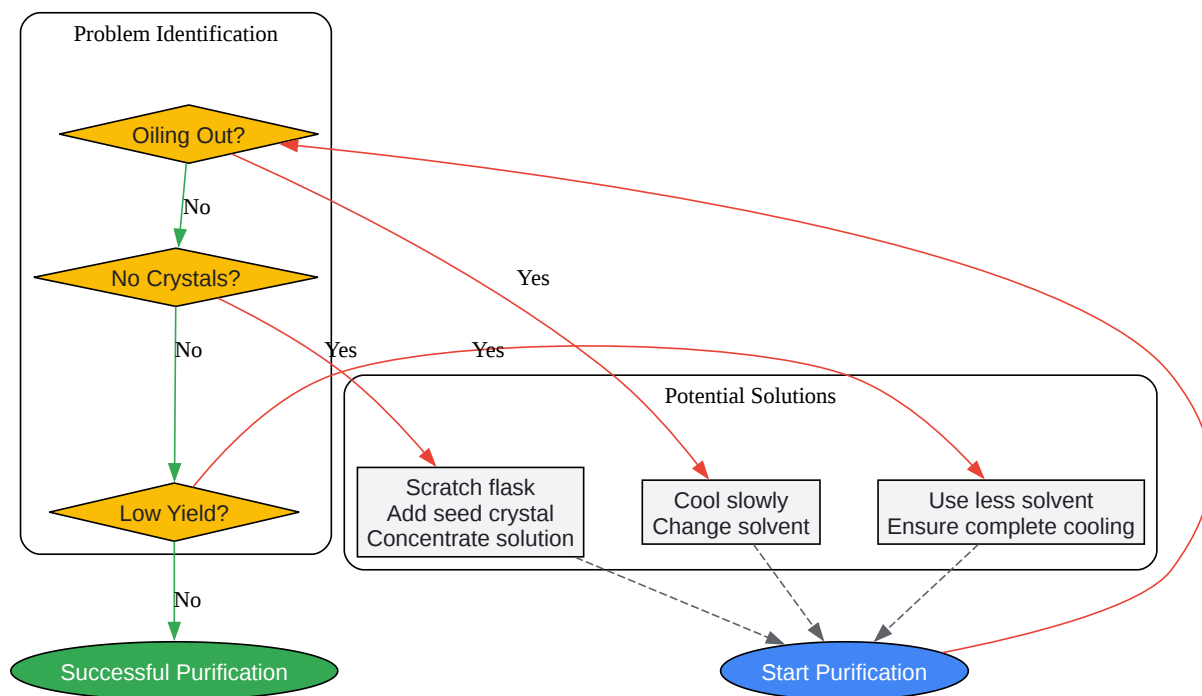 Problem Identification
Oiling Out?
No
No Crystals?
Yes
No
Yes
Yes
Potential Solutions
Scratch flask
Add seed crystal
Concentrate solution
Cool slowly
Change solvent
Use less solvent
Ensure complete cooling
Low Yield?
No
Successful Purification
Start Purification